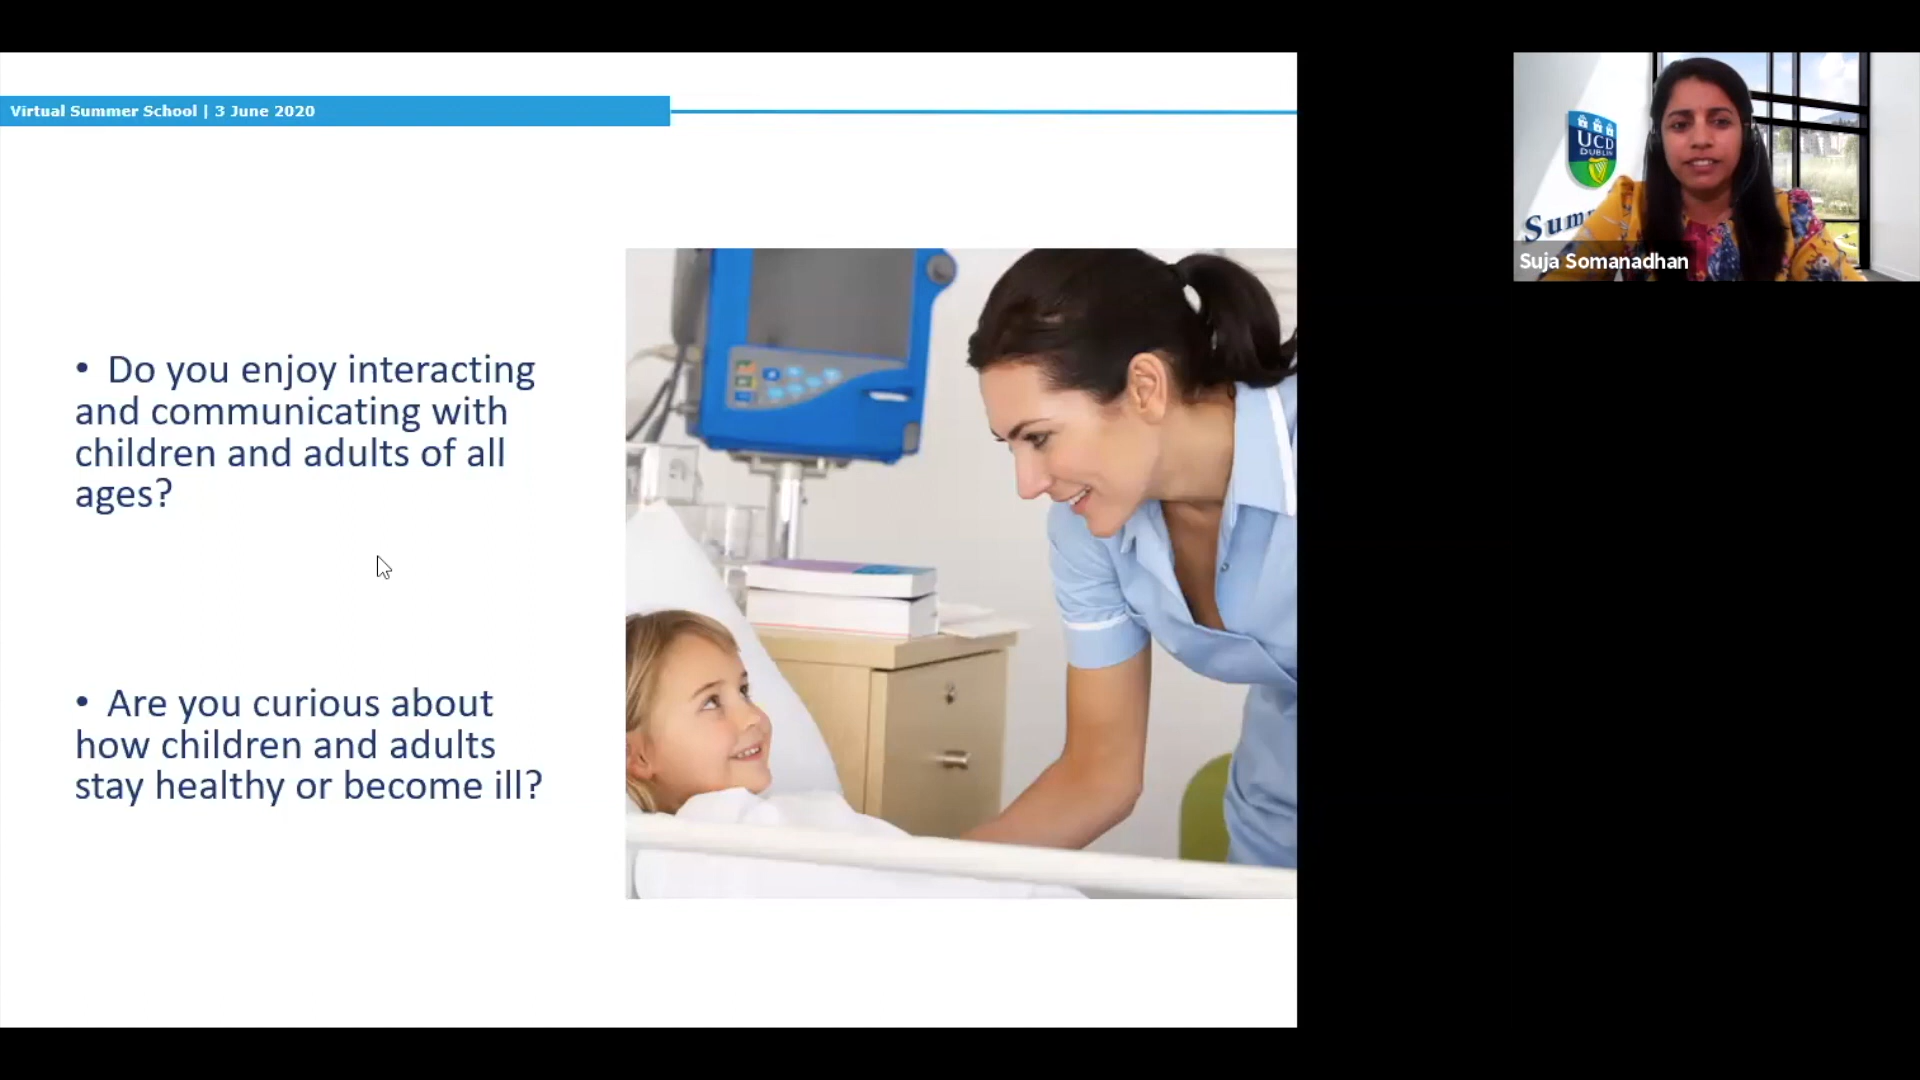 Virtual Summer School | 3 June 2020
• Do you enjoy interacting
and communicating with
children and adults of all
ages?
• Are you curious about
how children and adults
stay healthy or become ill?
UCD
DUBLIN
Suja Somanadhan